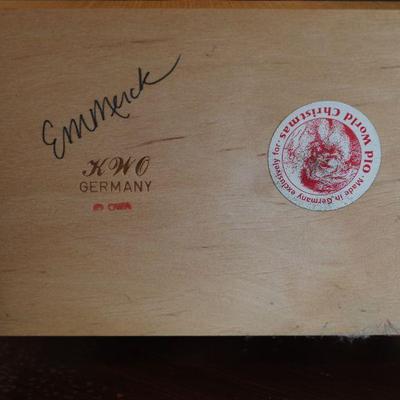 EMMerck
KWO
GERMANY
Old World Christmas
Made in Germany exclusively for